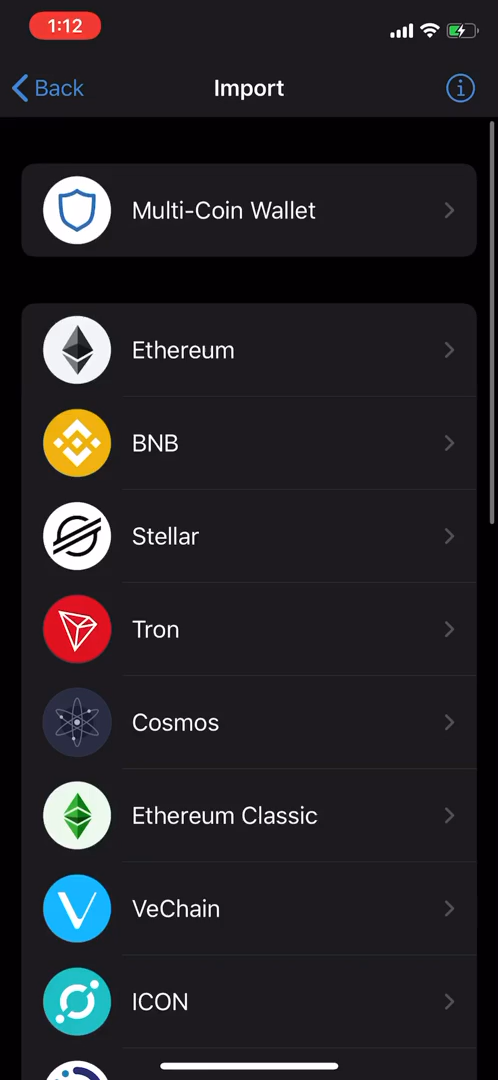 1:12
Back
Import
Multi-Coin Wallet
Ethereum
BNB
Stellar
Tron
Cosmos
Ethereum Classic
VeChain
ICON